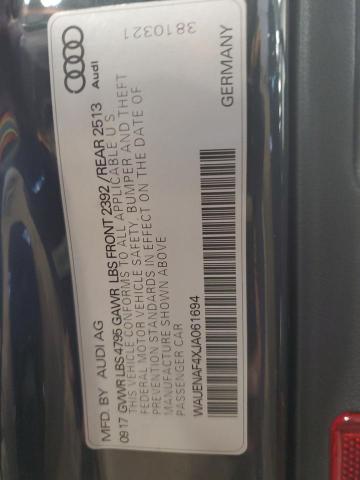 MFD. BY AUDI AG
09 17 GVWR LBS 4795 GAWR LBS FRONT 2392 /REAR 2513
THIS VEHICLE CONFORMS TO ALL APPLICABLE U.S.
FEDERAL MOTOR VEHICLE SAFETY, BUMPER AND THEFT
PREVENTION STANDARDS IN EFFECT ON THE DATE OF
MANUFACTURE SHOWN ABOVE
PASSENGER CAR
WAUENAF4XJA061694
Audi
3810321
GERMANY